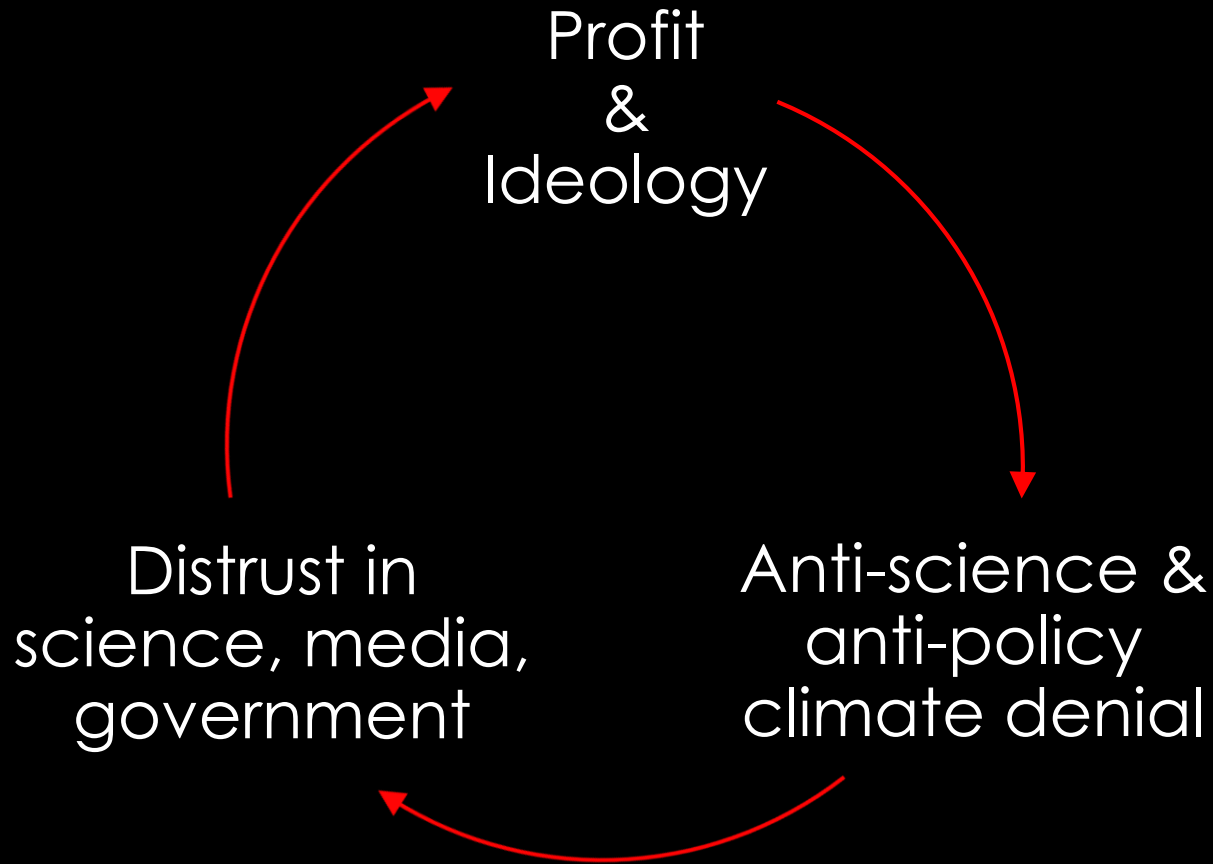 Profit
&
Ideology
Distrust in
science, media,
government
Anti-science &
anti-policy
climate denial